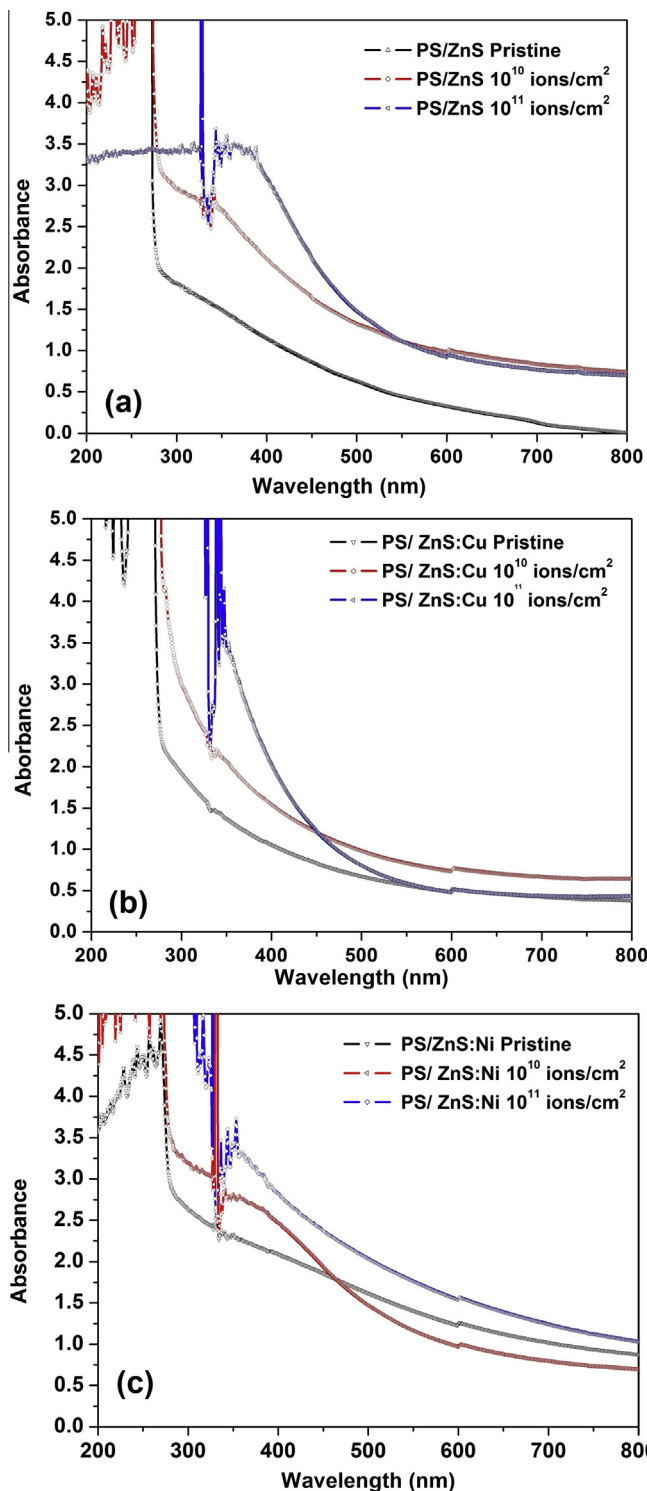 PS/ZnS Pristine
PS/ZnS 10¹⁰ ions/cm²
PS/ZnS 10¹¹ ions/cm²
Absorbance
5.0
4.5
4.0
3.5
3.0
2.5
2.0
1.5
1.0
0.5
0.0
(a)
200 300 400 500 600 700 800
Wavelength (nm)
PS/ ZnS:Cu Pristine
PS/ ZnS:Cu 10¹⁰ ions/cm²
PS/ ZnS:Cu 10¹¹ ions/cm²
Aborbance
5.0
4.5
4.0
3.5
3.0
2.5
2.0
1.5
1.0
0.5
0.0
(b)
200 300 400 500 600 700 800
Wavelength (nm)
PS/ZnS:Ni Pristine
PS/ ZnS:Ni 10¹⁰ ions/cm²
PS/ ZnS:Ni 10¹¹ ions/cm²
Absorbance
5.0
4.5
4.0
3.5
3.0
2.5
2.0
1.5
1.0
0.5
0.0
(c)
200 300 400 500 600 700 800
Wavelength (nm)